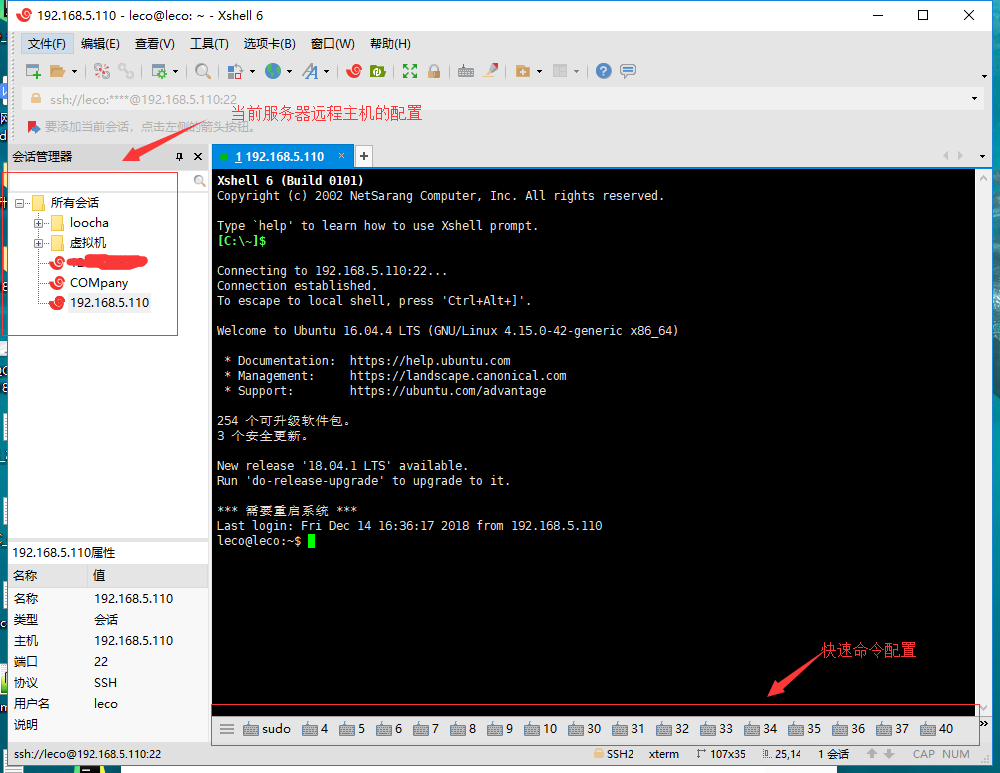 192.168.5.110 - leco@leco: ~ - Xshell 6
文件(F) 编辑(E) 查看(V) 工具(T) 选项卡(B) 窗口(W) 帮助(H)
ssh://leco:****@192.168.5.110:22
当前服务器远程主机的配置
要添加当前会话，点击左侧的箭头按钮。
会话管理器
1 192.168.5.110
所有会话
loocha
虚拟机
COMpany
192.168.5.110
Xshell 6 (Build 0101)
Copyright (c) 2002 NetSarang Computer, Inc. All rights reserved.
Type `help' to learn how to use Xshell prompt.
[C:\~]$
Connecting to 192.168.5.110:22...
Connection established.
To escape to local shell, press 'Ctrl+Alt+]'.
Welcome to Ubuntu 16.04.4 LTS (GNU/Linux 4.15.0-42-generic x86_64)
* Documentation: https://help.ubuntu.com
* Management: https://landscape.canonical.com
* Support: https://ubuntu.com/advantage
254 个可升级软件包。
3 个安全更新。
New release '18.04.1 LTS' available.
Run 'do-release-upgrade' to upgrade to it.
*** 需要重启系统 ***
Last login: Fri Dec 14 16:36:17 2018 from 192.168.5.110
leco@leco:~$
192.168.5.110属性
名称 值
名称 192.168.5.110
类型 会话
主机 192.168.5.110
端口 22
协议 SSH
用户名 leco
说明
快速命令配置
sudo 4 5 6 7 8 9 10 30 31 32 33 34 35 36 37 40
ssh://leco@192.168.5.110:22 SSH2 xterm 107x35 25,14 1 会话 CAP NUM